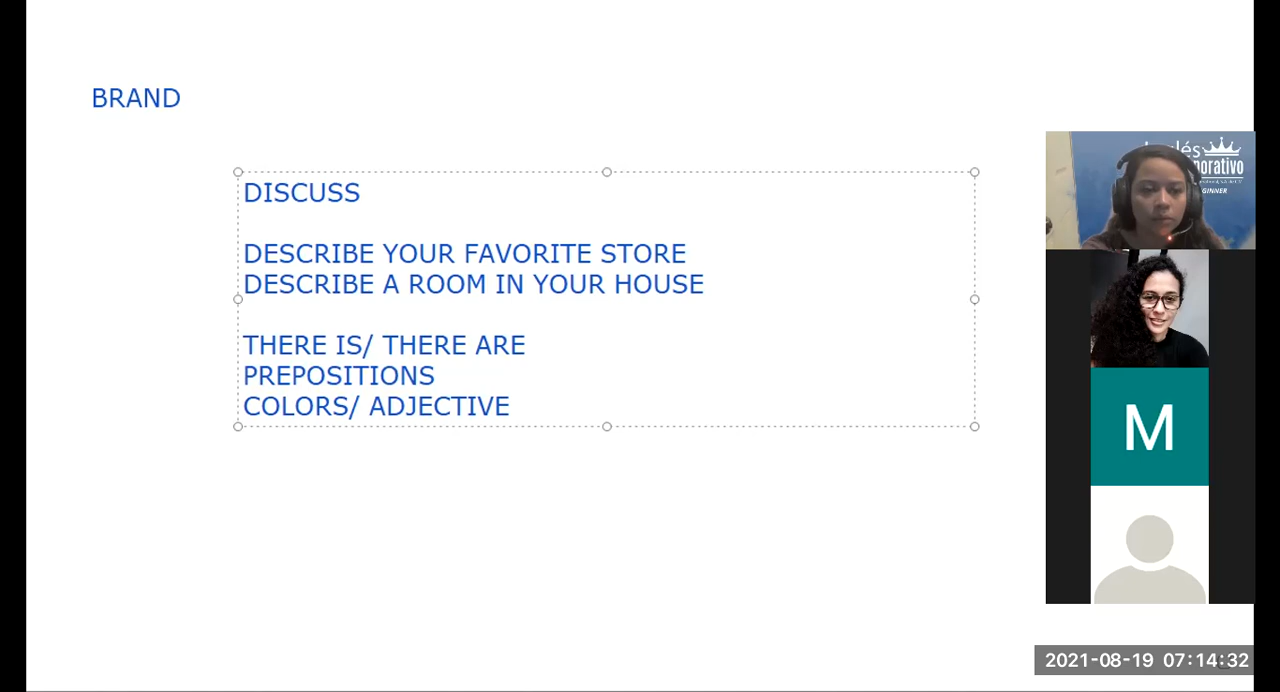 BRAND
DISCUSS
DESCRIBE YOUR FAVORITE STORE
DESCRIBE A ROOM IN YOUR HOUSE
THERE IS/ THERE ARE
PREPOSITIONS
COLORS/ ADJECTIVE
M
2021-08-19 07:14:32